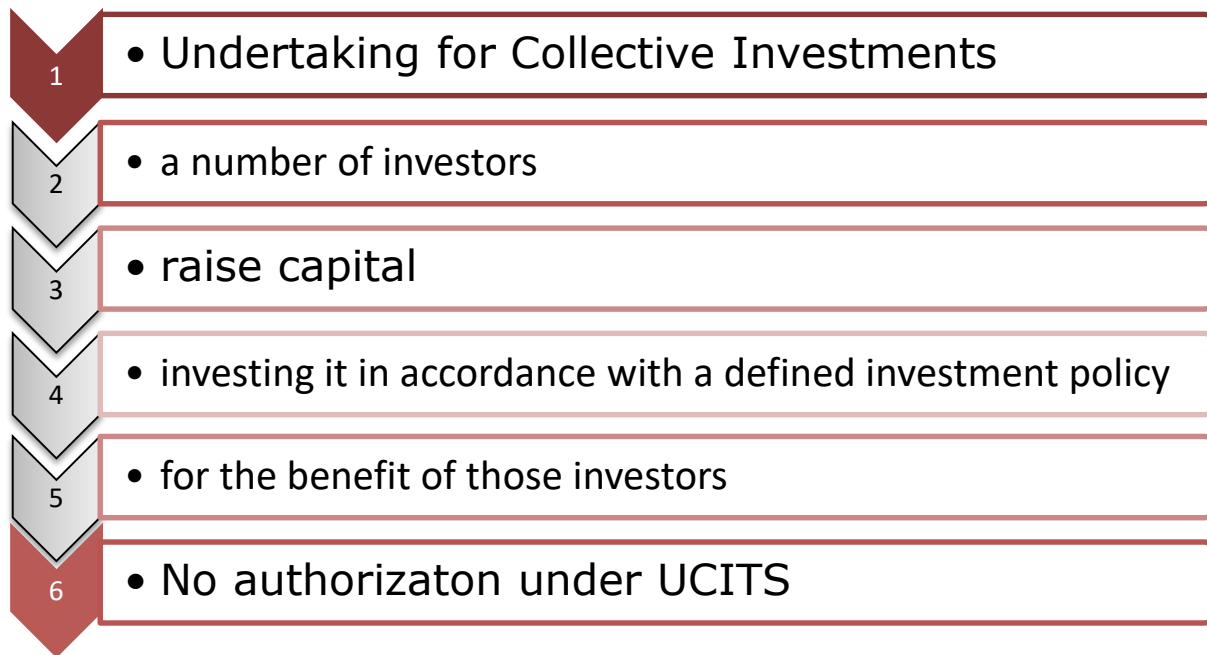 1 • Undertaking for Collective Investments
2 • a number of investors
3 • raise capital
4 • investing it in accordance with a defined investment policy
5 • for the benefit of those investors
6 • No authorizaton under UCITS